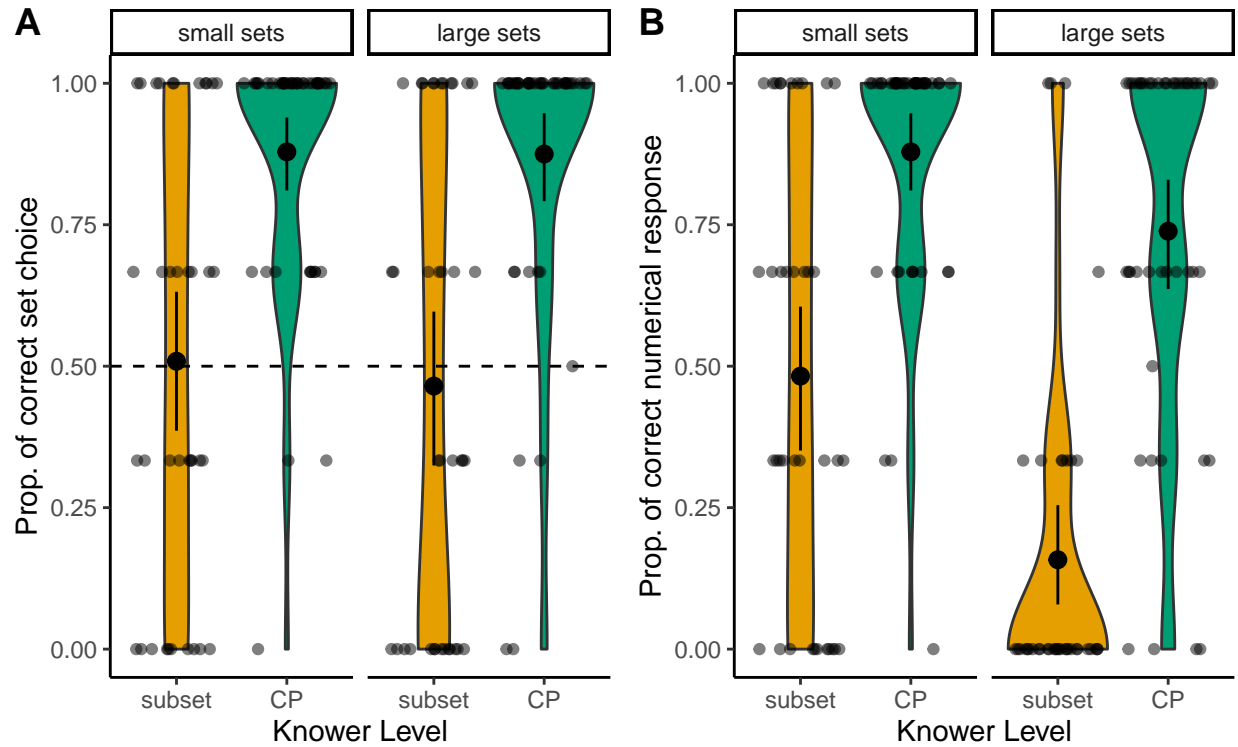 A
small sets
large sets
Prop. of correct set choice
1.00
0.75
0.50
0.25
0.00
subset
CP
subset
CP
Knower Level
B
small sets
large sets
Prop. of correct numerical response
1.00
0.75
0.50
0.25
0.00
subset
CP
subset
CP
Knower Level